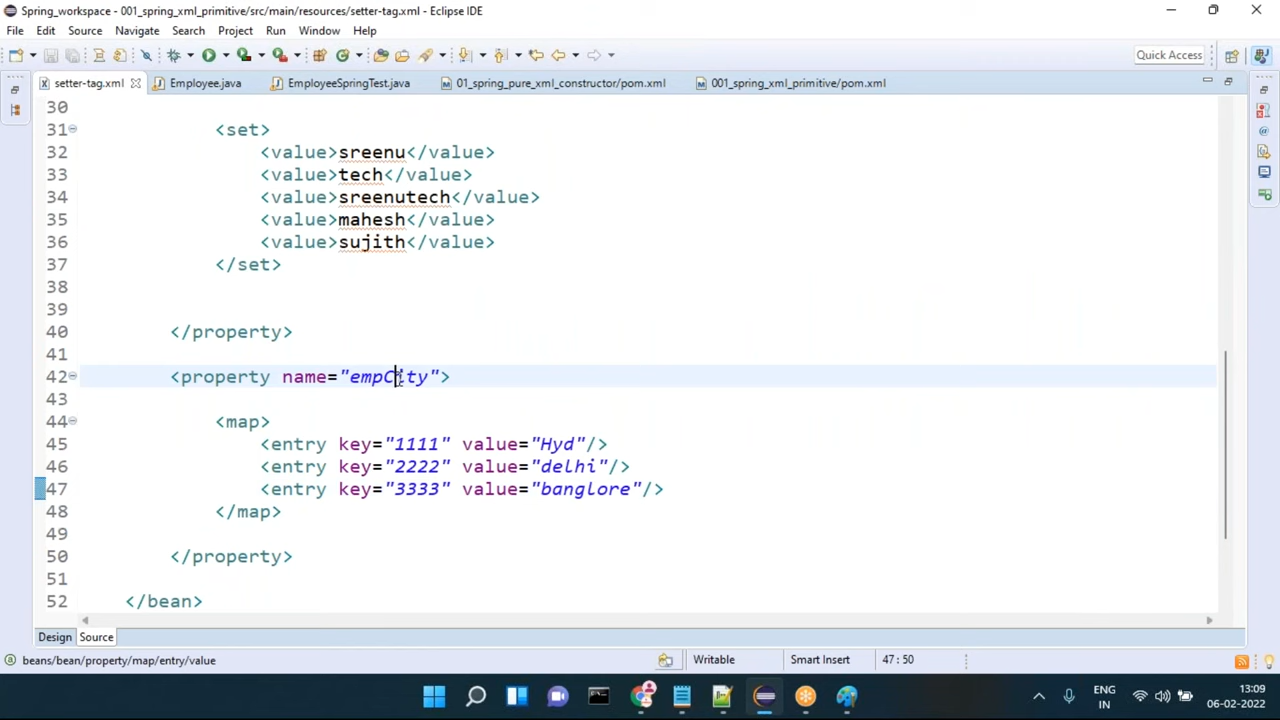 Spring_workspace - 001_spring_xml_primitive/src/main/resources/setter-tag.xml - Eclipse IDE
File Edit Source Navigate Search Project Run Window Help
Quick Access
setter-tag.xml Employee.java EmployeeSpringTest.java 01_spring_pure_xml_constructor/pom.xml 001_spring_xml_primitive/pom.xml
30
31 <set>
32 <value>sreenu</value>
33 <value>tech</value>
34 <value>sreenutech</value>
35 <value>mahesh</value>
36 <value>sujith</value>
37 </set>
38
39
40 </property>
41
42 <property name="empCity">
43
44 <map>
45 <entry key="1111" value="Hyd"/>
46 <entry key="2222" value="delhi"/>
47 <entry key="3333" value="banglore"/>
48 </map>
49
50 </property>
51
52 </bean>
Design Source
beans/bean/property/map/entry/value Writable Smart Insert 47 : 50
ENG 13:09
IN 06-02-2022